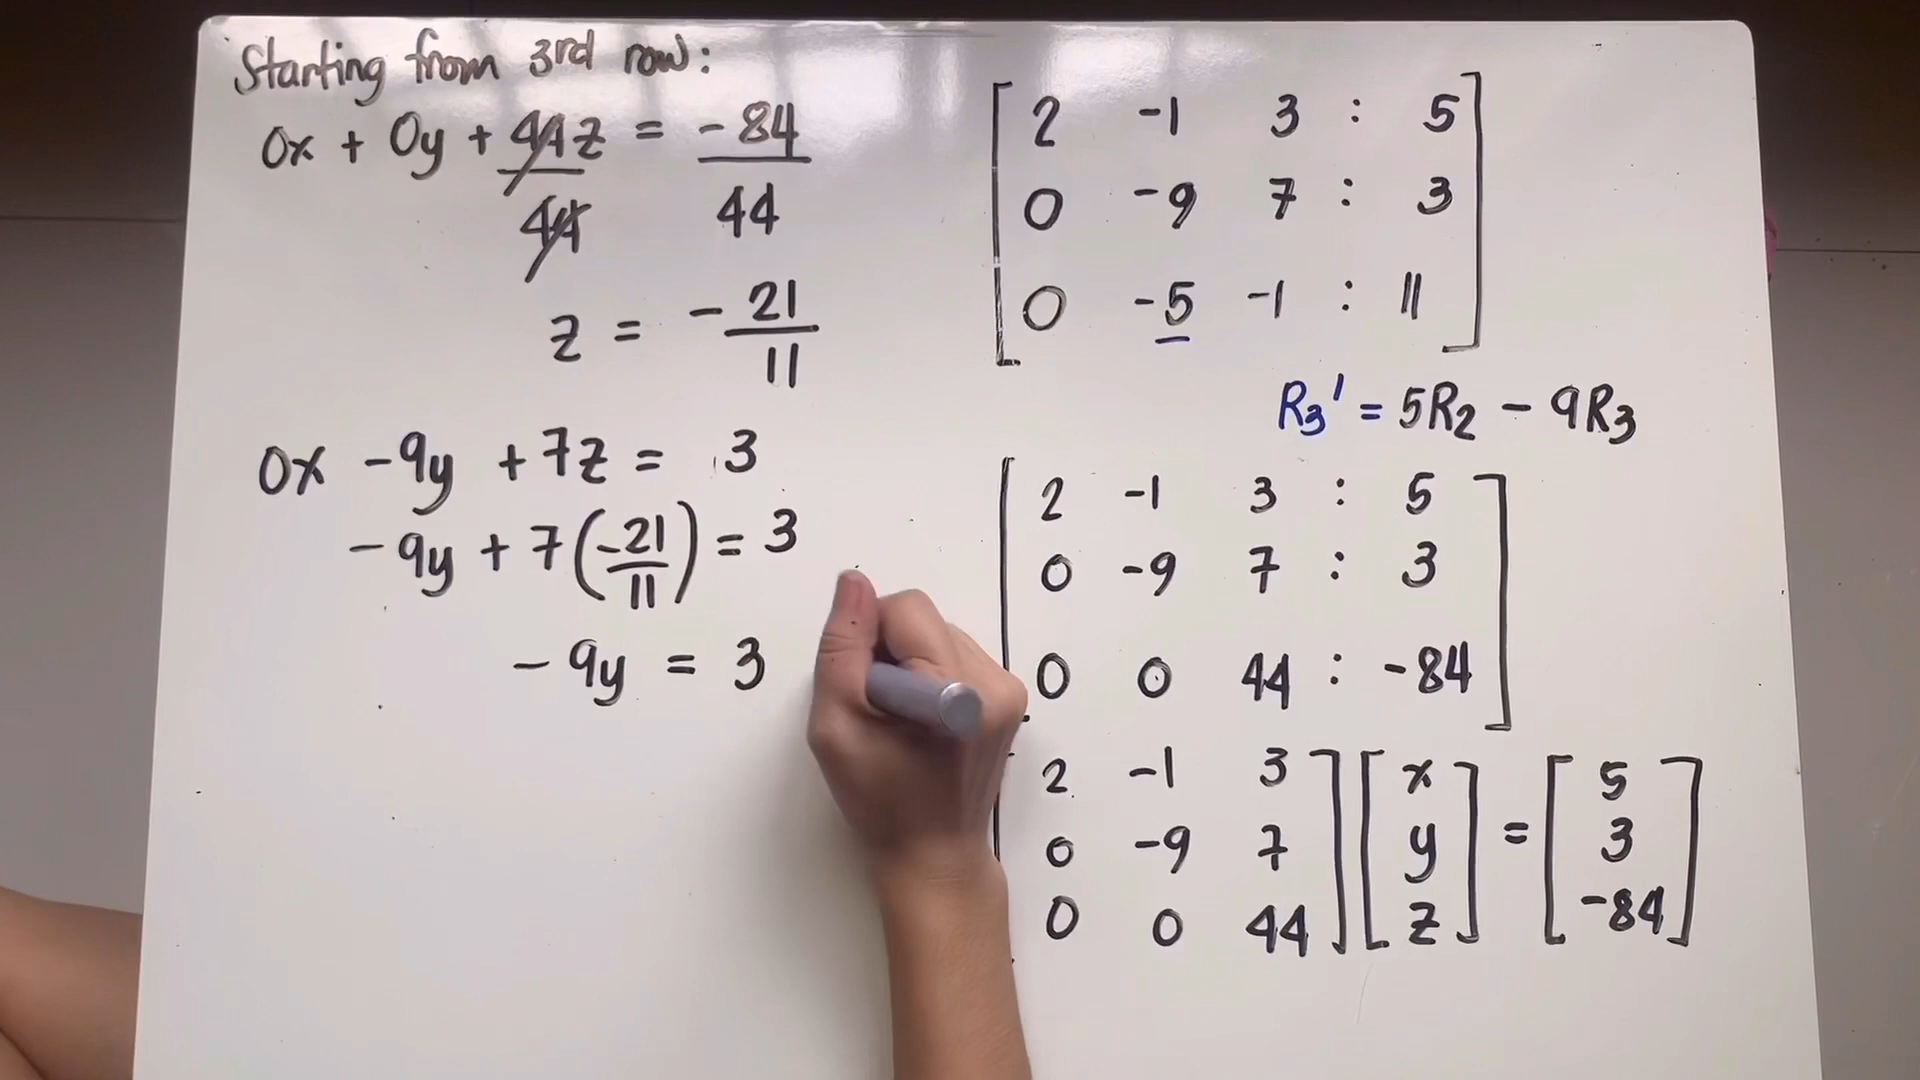 Starting from 3rd row:
0x + 0y + 44z = -84
44 44
z = - 21
11
0x -9y +7z = 3
-9y + 7(-21/11) = 3
-9y = 3
2 -1 3 : 5
0 -9 7 : 3
0 -5 -1 : 11
R3' = 5R2 - 9R3
2 -1 3 : 5
0 -9 7 : 3
0 0 44 : -84
2 -1 3 x 5
0 -9 7 y = 3
0 0 44 z -84